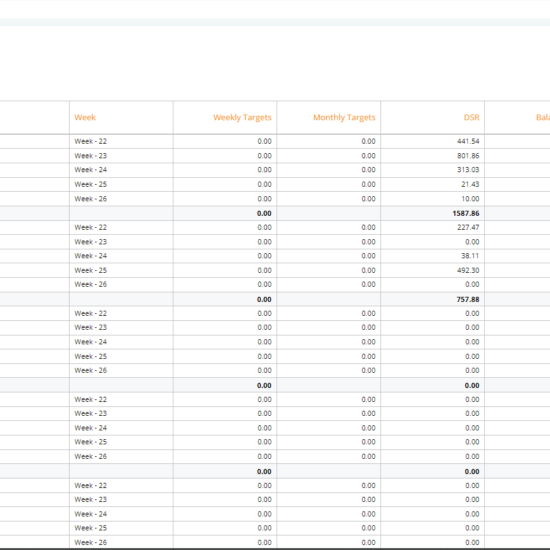 Week Weekly Targets Monthly Targets DSR Bala
Week - 22 0.00 0.00 441.54
Week - 23 0.00 0.00 801.86
Week - 24 0.00 0.00 313.03
Week - 25 0.00 0.00 21.43
Week - 26 0.00 0.00 10.00
0.00 1587.86
Week - 22 0.00 0.00 227.47
Week - 23 0.00 0.00 0.00
Week - 24 0.00 0.00 38.11
Week - 25 0.00 0.00 492.30
Week - 26 0.00 0.00 0.00
0.00 757.88
Week - 22 0.00 0.00 0.00
Week - 23 0.00 0.00 0.00
Week - 24 0.00 0.00 0.00
Week - 25 0.00 0.00 0.00
Week - 26 0.00 0.00 0.00
0.00 0.00
Week - 22 0.00 0.00 0.00
Week - 23 0.00 0.00 0.00
Week - 24 0.00 0.00 0.00
Week - 25 0.00 0.00 0.00
Week - 26 0.00 0.00 0.00
0.00 0.00
Week - 22 0.00 0.00 0.00
Week - 23 0.00 0.00 0.00
Week - 24 0.00 0.00 0.00
Week - 25 0.00 0.00 0.00
Week - 26 0.00 0.00 0.00